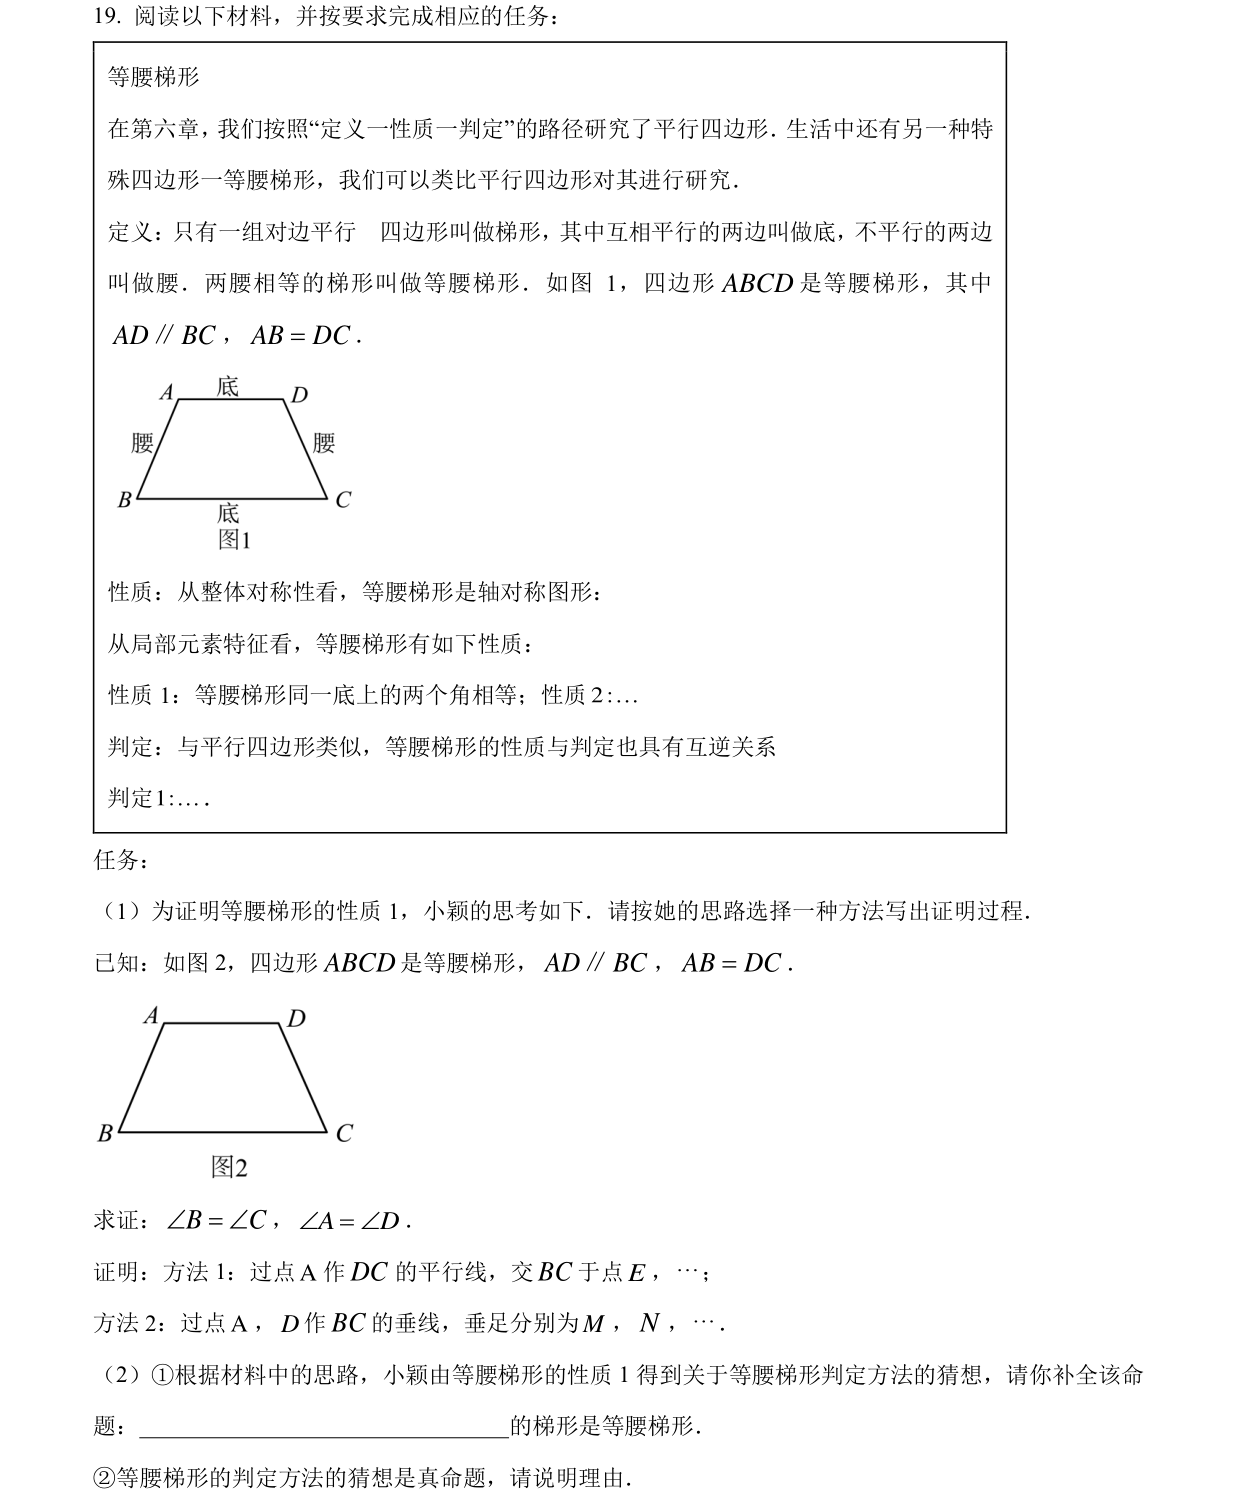 19. 阅读以下材料，并按要求完成相应的任务：
等腰梯形
在第六章，我们按照“定义一性质一判定”的路径研究了平行四边形．生活中还有另一种特
殊四边形一等腰梯形，我们可以类比平行四边形对其进行研究．
定义：只有一组对边平行 四边形叫做梯形，其中互相平行的两边叫做底，不平行的两边
叫做腰．两腰相等的梯形叫做等腰梯形．如图 1，四边形 ABCD 是等腰梯形，其中
AD∥BC，AB=DC．
A 底 D
腰 腰
B C
底
图1
性质：从整体对称性看，等腰梯形是轴对称图形：
从局部元素特征看，等腰梯形有如下性质：
性质 1：等腰梯形同一底上的两个角相等；性质 2:…
判定：与平行四边形类似，等腰梯形的性质与判定也具有互逆关系
判定1:…．
任务：
（1）为证明等腰梯形的性质 1，小颖的思考如下．请按她的思路选择一种方法写出证明过程．
已知：如图 2，四边形 ABCD 是等腰梯形，AD∥BC，AB=DC．
A D
B C
图2
求证：∠B=∠C，∠A=∠D．
证明：方法 1：过点 A 作 DC 的平行线，交 BC 于点 E，…；
方法 2：过点 A，D 作 BC 的垂线，垂足分别为 M，N，…．
（2）①根据材料中的思路，小颖由等腰梯形的性质 1 得到关于等腰梯形判定方法的猜想，请你补全该命
题：________________________________的梯形是等腰梯形．
②等腰梯形的判定方法的猜想是真命题，请说明理由．